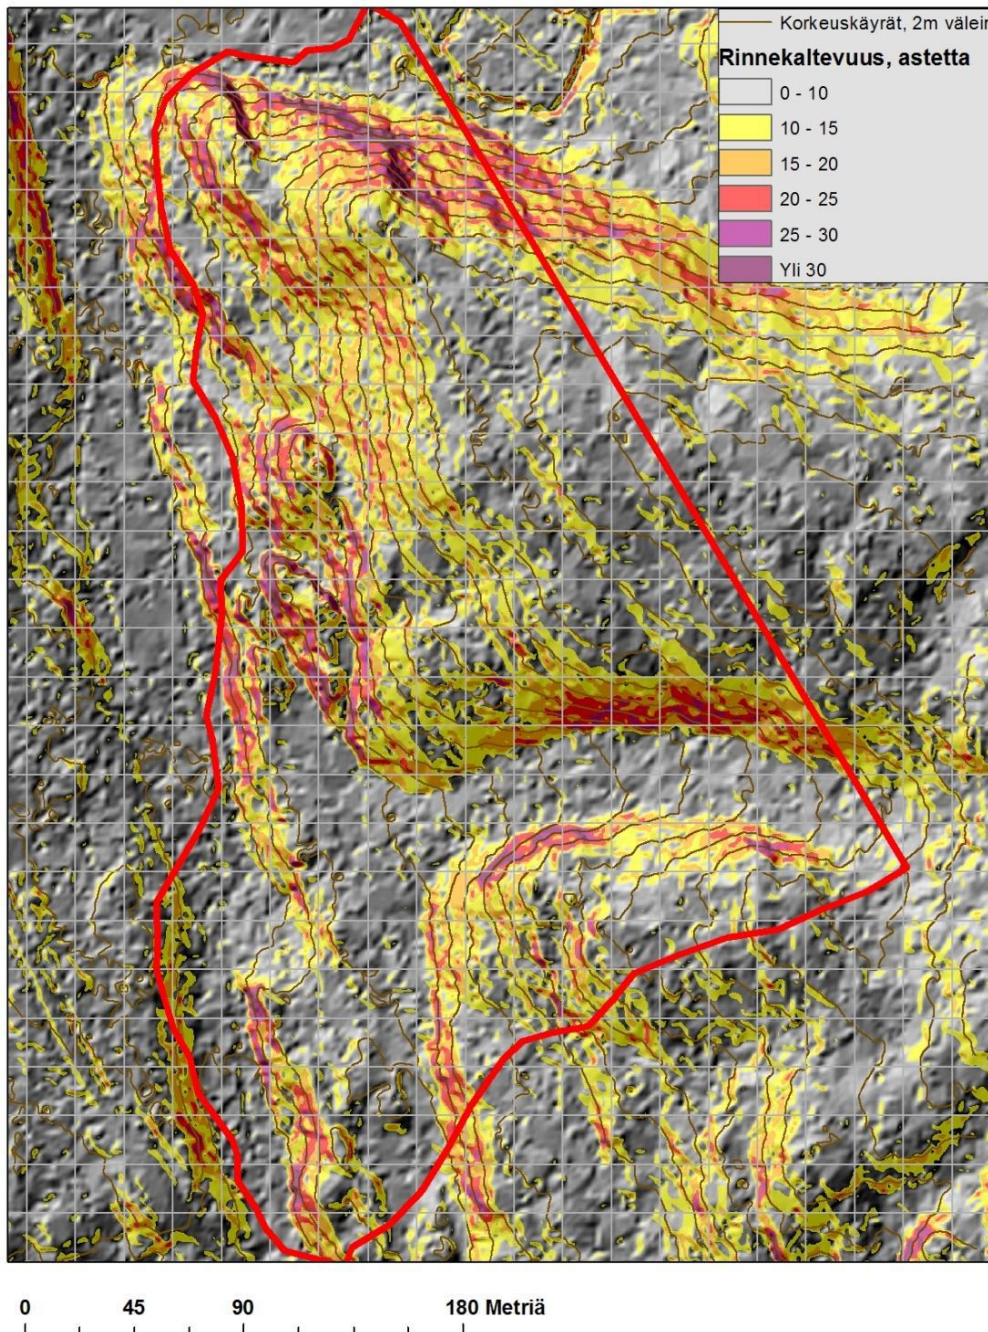 Korkeuskäyrät, 2m välein
Rinnekaltevuus, astetta
0 - 10
10 - 15
15 - 20
20 - 25
25 - 30
Yli 30
0 45 90 180 Metriä